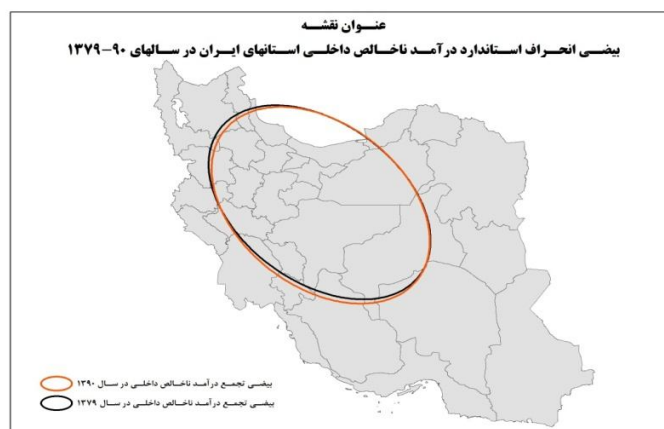 عنوان نقشه
بیضی انحراف استاندارد درآمد ناخالص داخلی استانهای ایران در سالهای ۹۰-۱۳۷۹
بیضی تجمع درآمد ناخالص داخلی در سال ۱۳۹۰
بیضی تجمع درآمد ناخالص داخلی در سال ۱۳۷۹